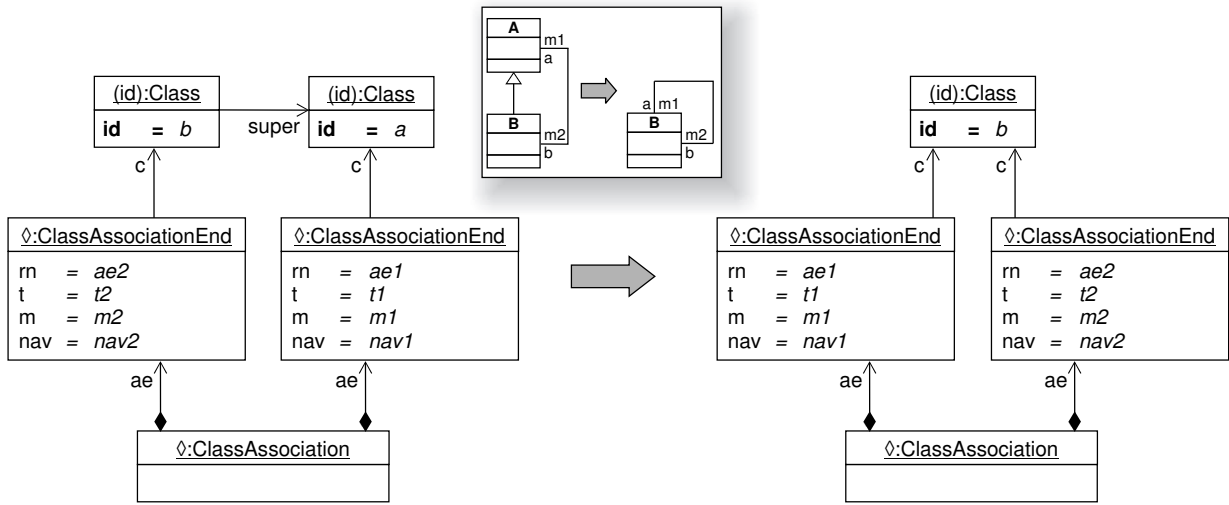 A
m1
a
B
m2
b
a m1
B
m2
b
(id):Class
id = b
super
(id):Class
id = a
c
c
◊:ClassAssociationEnd
rn = ae2
t = t2
m = m2
nav = nav2
◊:ClassAssociationEnd
rn = ae1
t = t1
m = m1
nav = nav1
ae
ae
◊:ClassAssociation
(id):Class
id = b
c
c
◊:ClassAssociationEnd
rn = ae1
t = t1
m = m1
nav = nav1
◊:ClassAssociationEnd
rn = ae2
t = t2
m = m2
nav = nav2
ae
ae
◊:ClassAssociation